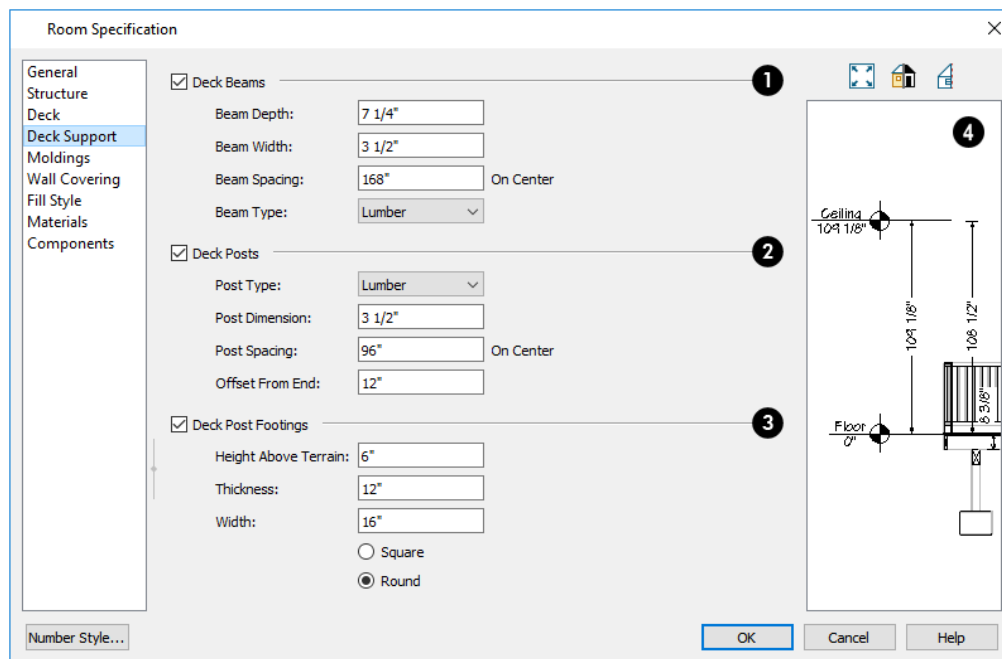 Room Specification
General
Structure
Deck
Deck Support
Moldings
Wall Covering
Fill Style
Materials
Components
Deck Beams
1
Beam Depth: 7 1/4"
Beam Width: 3 1/2"
Beam Spacing: 168" On Center
Beam Type: Lumber
Deck Posts
2
Post Type: Lumber
Post Dimension: 3 1/2"
Post Spacing: 96" On Center
Offset From End: 12"
Deck Post Footings
3
Height Above Terrain: 6"
Thickness: 12"
Width: 16"
Square
Round
4
Ceiling
109 1/8"
109 1/8"
108 1/2"
8 3/8"
Floor
0"
Number Style...
OK
Cancel
Help